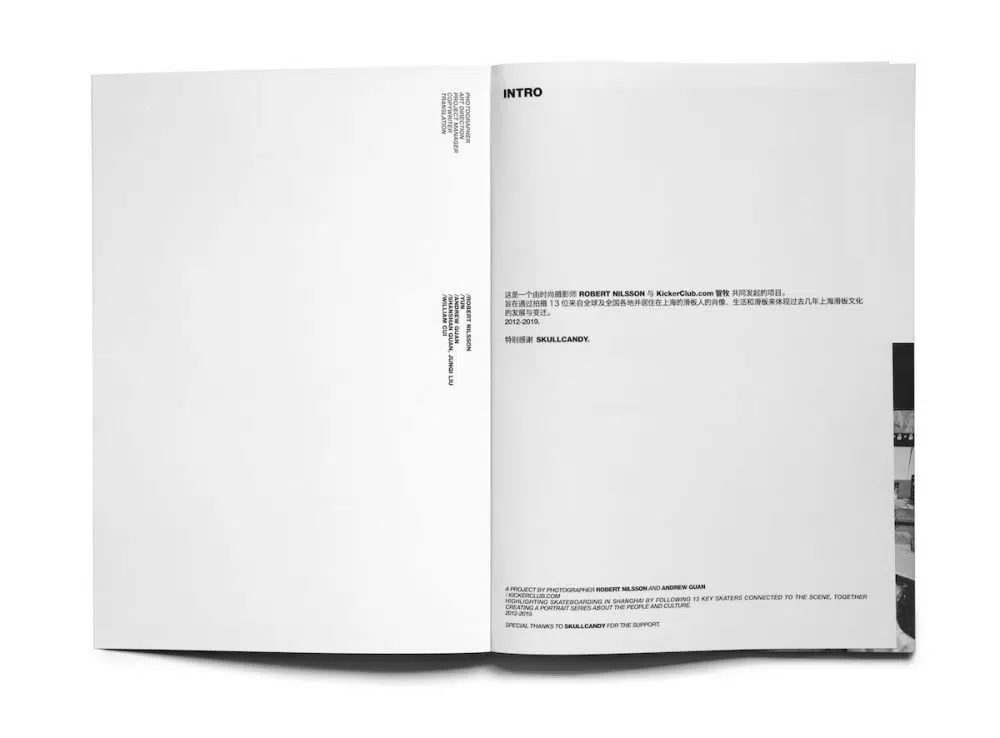 PHOTOGRAPHER
ART DIRECTION
PROJECT MANAGER
COPYWRITER
TRANSLATION
/ROBERT NILSSON
/YUN
/ANDREW GUAN
/SHANSHAN GUAN, JUNQI LIU
/WILLIAM CUI
INTRO
这是一个由时尚摄影师 ROBERT NILSSON 与 KickerClub.com 管牧 共同发起的项目。
旨在通过拍摄 13 位来自全球及全国各地并居住在上海的滑板人的肖像、生活和滑板来体现过去几年上海滑板文化
的发展与变迁。
2012-2019.
特别感谢 SKULLCANDY.
A PROJECT BY PHOTOGRAPHER ROBERT NILSSON AND ANDREW GUAN
/ KICKERCLUB.COM
HIGHLIGHTING SKATEBOARDING IN SHANGHAI BY FOLLOWING 13 KEY SKATERS CONNECTED TO THE SCENE, TOGETHER
CREATING A PORTRAIT SERIES ABOUT THE PEOPLE AND CULTURE.
2012-2019.
SPECIAL THANKS TO SKULLCANDY FOR THE SUPPORT.